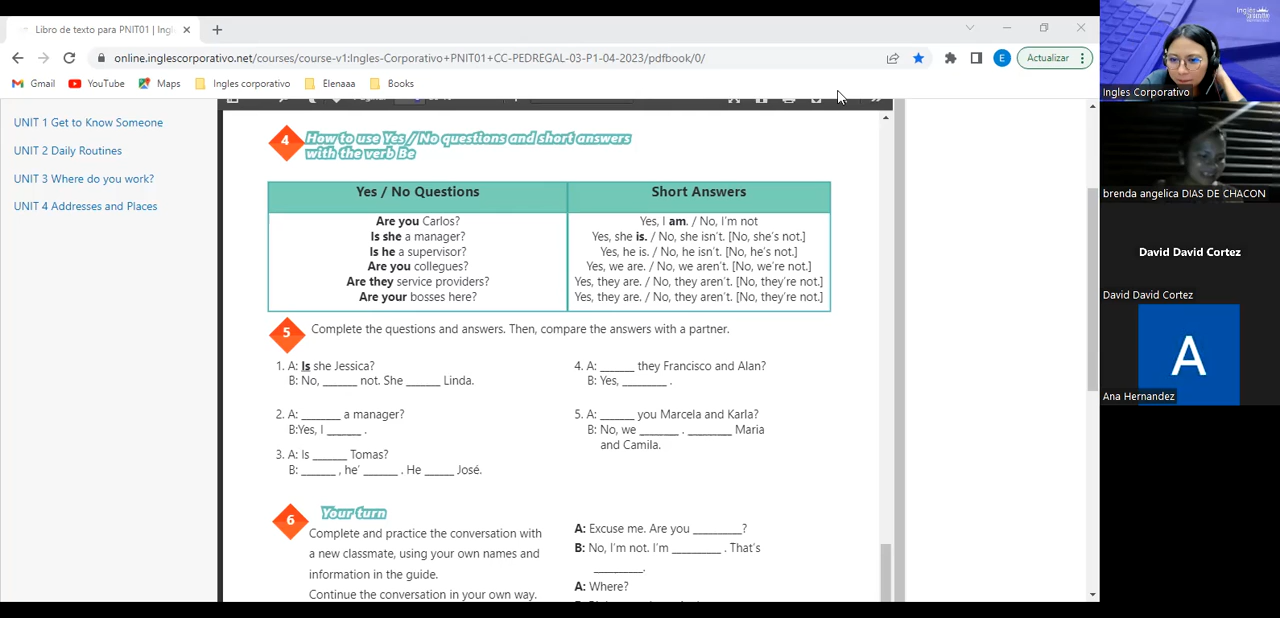 Libro de texto para PNIT01 | Ingl
online.inglescorporativo.net/courses/course-v1:Ingles-Corporativo+PNIT01+CC-PEDREGAL-03-P1-04-2023/pdfbook/0/
E
Actualizar
Gmail
YouTube
Maps
Ingles corporativo
Elenaaa
Books
UNIT 1 Get to Know Someone
UNIT 2 Daily Routines
UNIT 3 Where do you work?
UNIT 4 Addresses and Places
4 How to use Yes / No questions and short answers
with the verb Be
Yes / No Questions
Short Answers
Are you Carlos?
Yes, I am. / No, I'm not
Is she a manager?
Yes, she is. / No, she isn't. [No, she's not.]
Is he a supervisor?
Yes, he is. / No, he isn't. [No, he's not.]
Are you collegues?
Yes, we are. / No, we aren't. [No, we're not.]
Are they service providers?
Yes, they are. / No, they aren't. [No, they're not.]
Are your bosses here?
Yes, they are. / No, they aren't. [No, they're not.]
5 Complete the questions and answers. Then, compare the answers with a partner.
1. A: Is she Jessica?
B: No, ______ not. She ______ Linda.
2. A: _______ a manager?
B:Yes, I ______ .
3. A: Is ______ Tomas?
B: ______ , he' ______ . He _____ José.
4. A: ______ they Francisco and Alan?
B: Yes, ________ .
5. A: ______ you Marcela and Karla?
B: No, we _______ . ________ Maria
and Camila.
6 Your turn
Complete and practice the conversation with
a new classmate, using your own names and
information in the guide.
Continue the conversation in your own way.
A: Excuse me. Are you _________?
B: No, I'm not. I'm _________ . That's
_________.
A: Where?
Ingles Corporativo
brenda angelica DIAS DE CHACON
David David Cortez
David David Cortez
A
Ana Hernandez